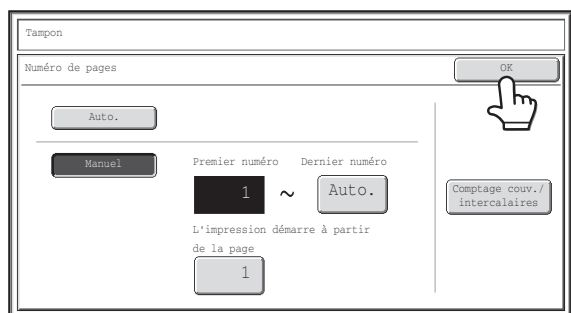 Tampon
Numéro de pages
OK
Auto.
Manuel
Premier numéro
Dernier numéro
1 ~ Auto.
L'impression démarre à partir
de la page
1
Comptage couv./
intercalaires